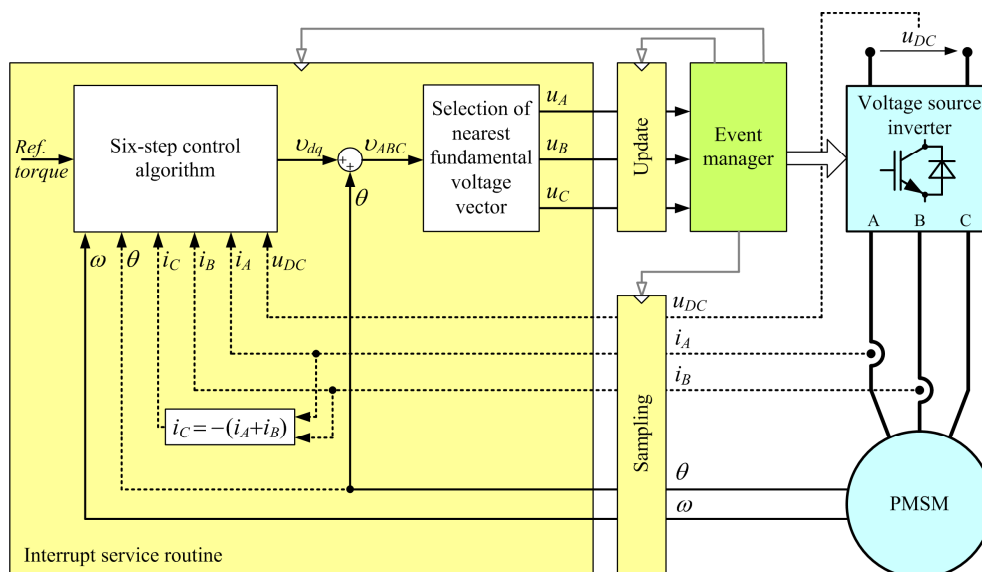 u_DC
Ref.
torque
Six-step control
algorithm
υ_dq
+
+
υ_ABC
θ
Selection of
nearest
fundamental
voltage
vector
u_A
u_B
u_C
Update
Event
manager
Voltage source
inverter
A B C
ω θ i_C i_B i_A u_DC
u_DC
i_A
i_B
i_C = −(i_A+i_B)
Sampling
θ
ω
PMSM
Interrupt service routine